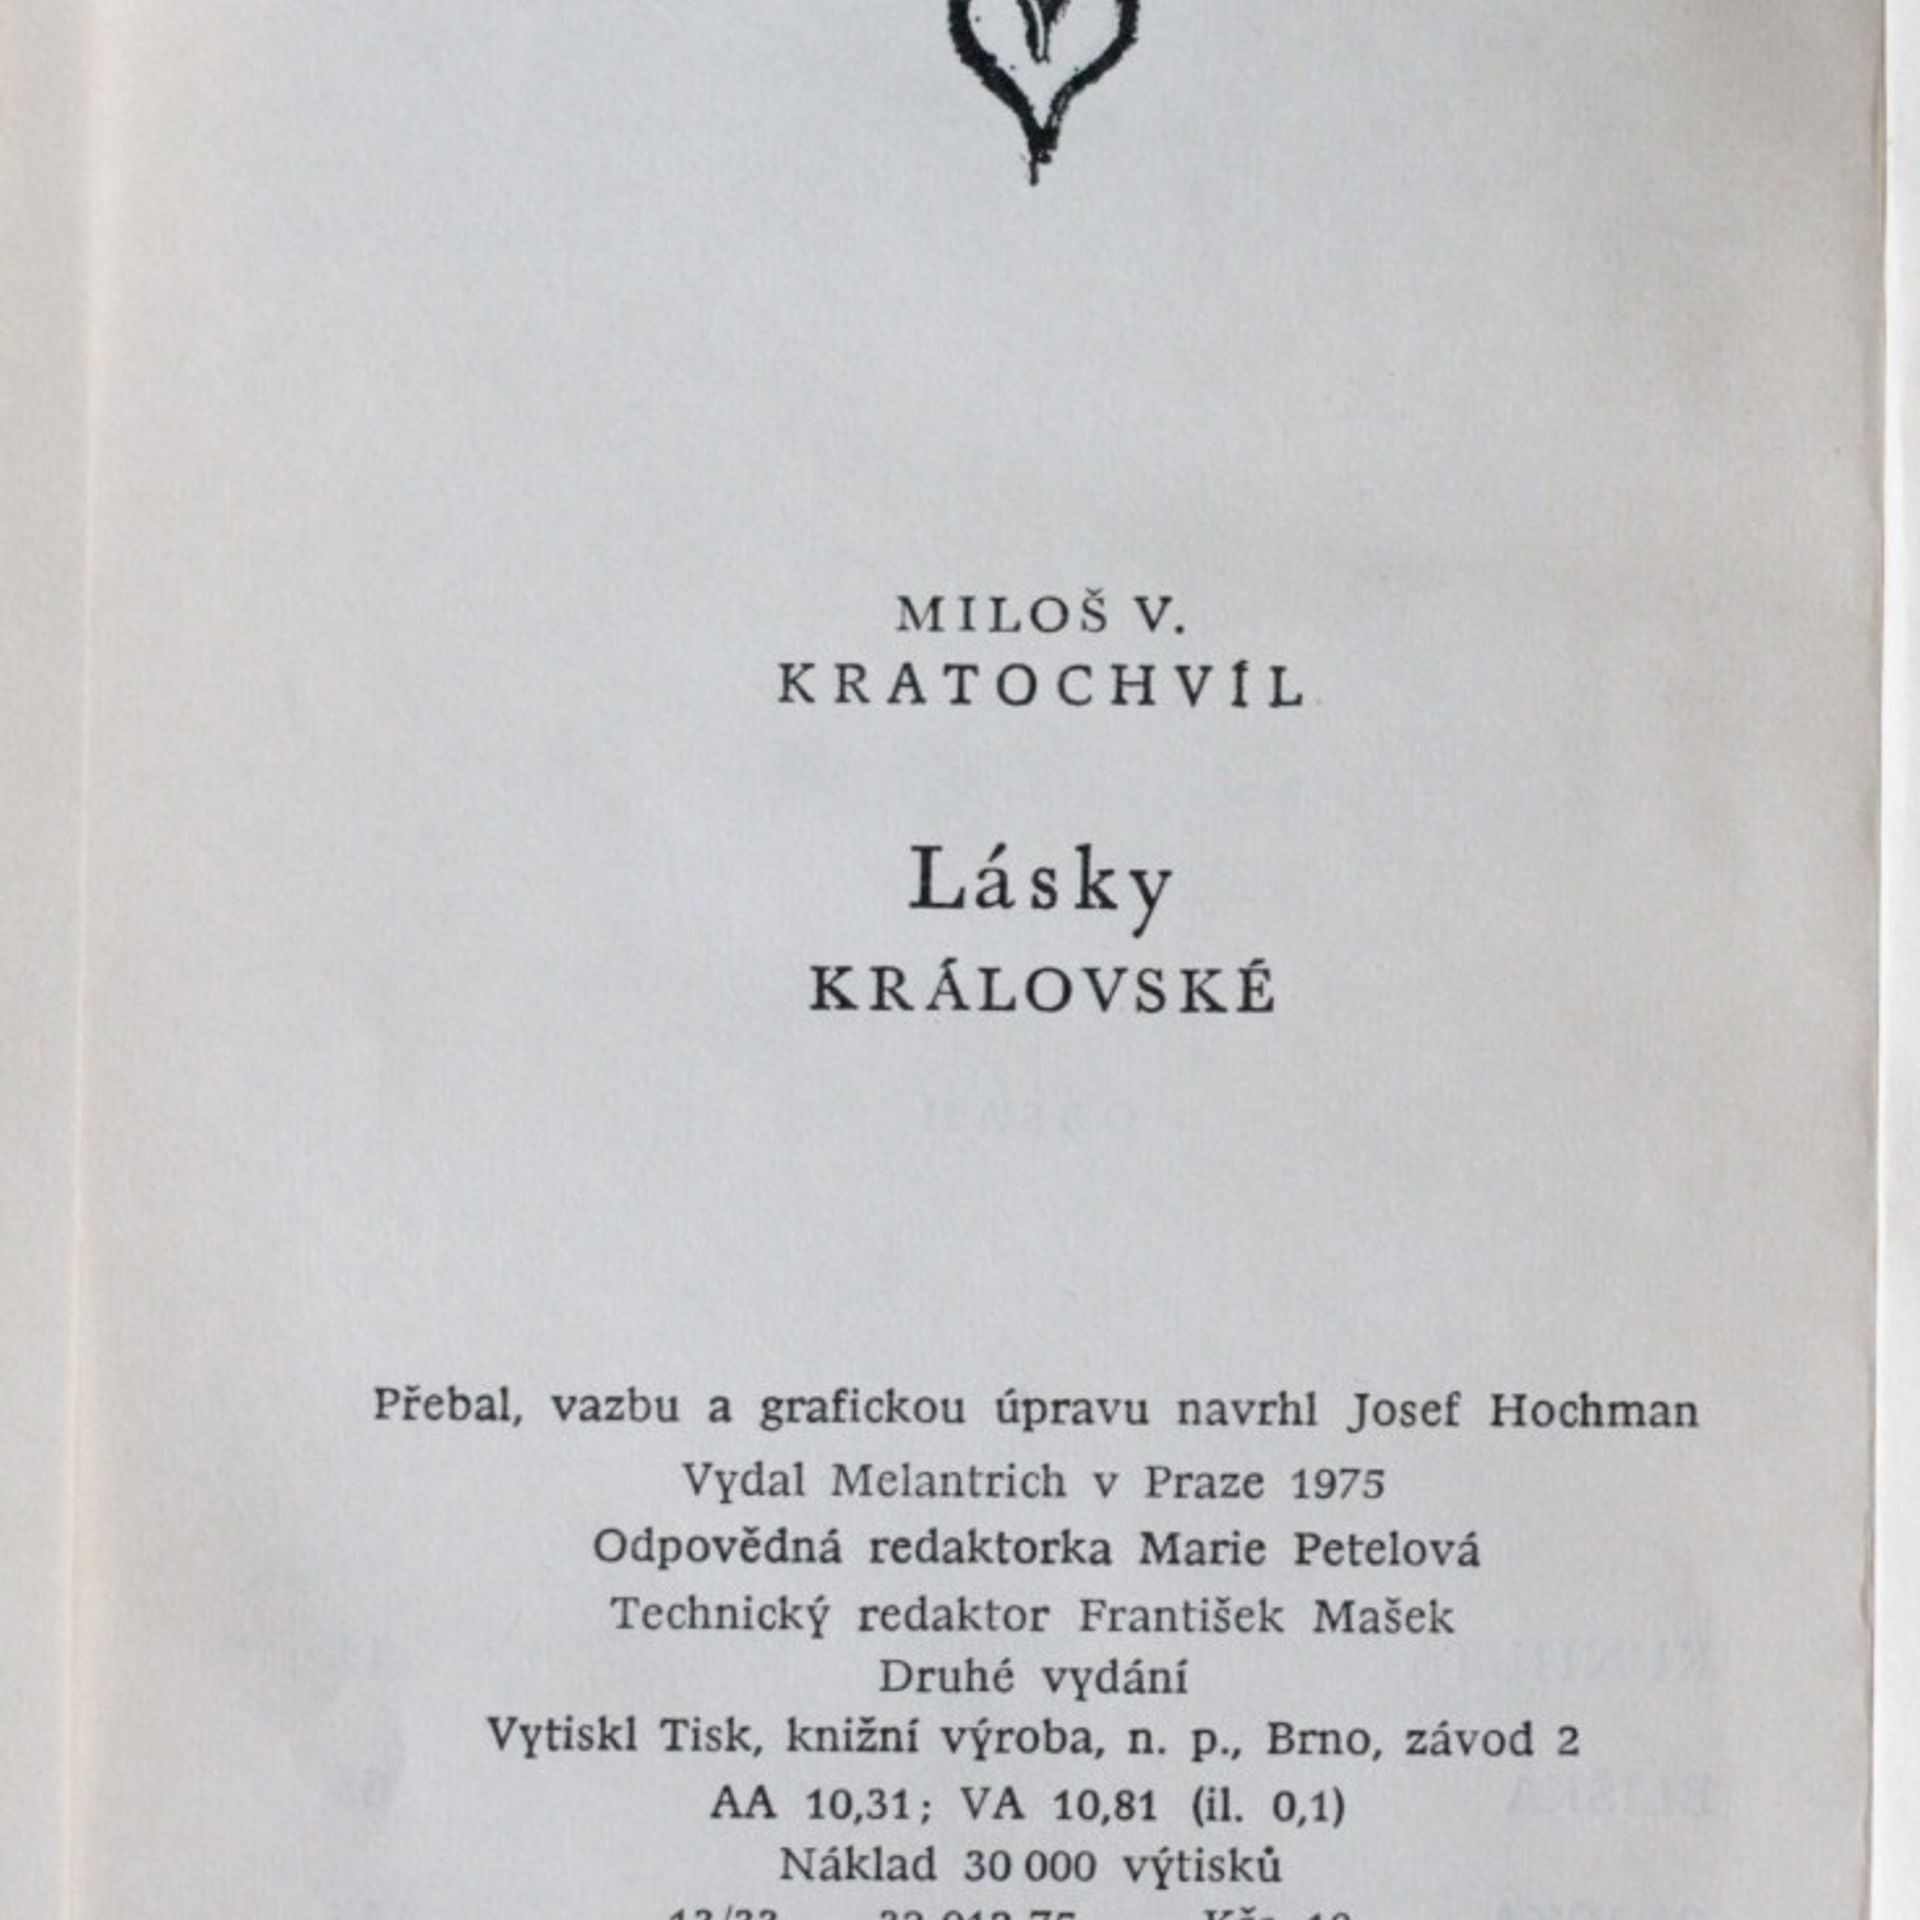 MILOŠ V.
KRATOCHVÍL
Lásky
KRÁLOVSKÉ
Přebal, vazbu a grafickou úpravu navrhl Josef Hochman
Vydal Melantrich v Praze 1975
Odpovědná redaktorka Marie Petelová
Technický redaktor František Mašek
Druhé vydání
Vytiskl Tisk, knižní výroba, n. p., Brno, závod 2
AA 10,31; VA 10,81 (il. 0,1)
Náklad 30 000 výtisků